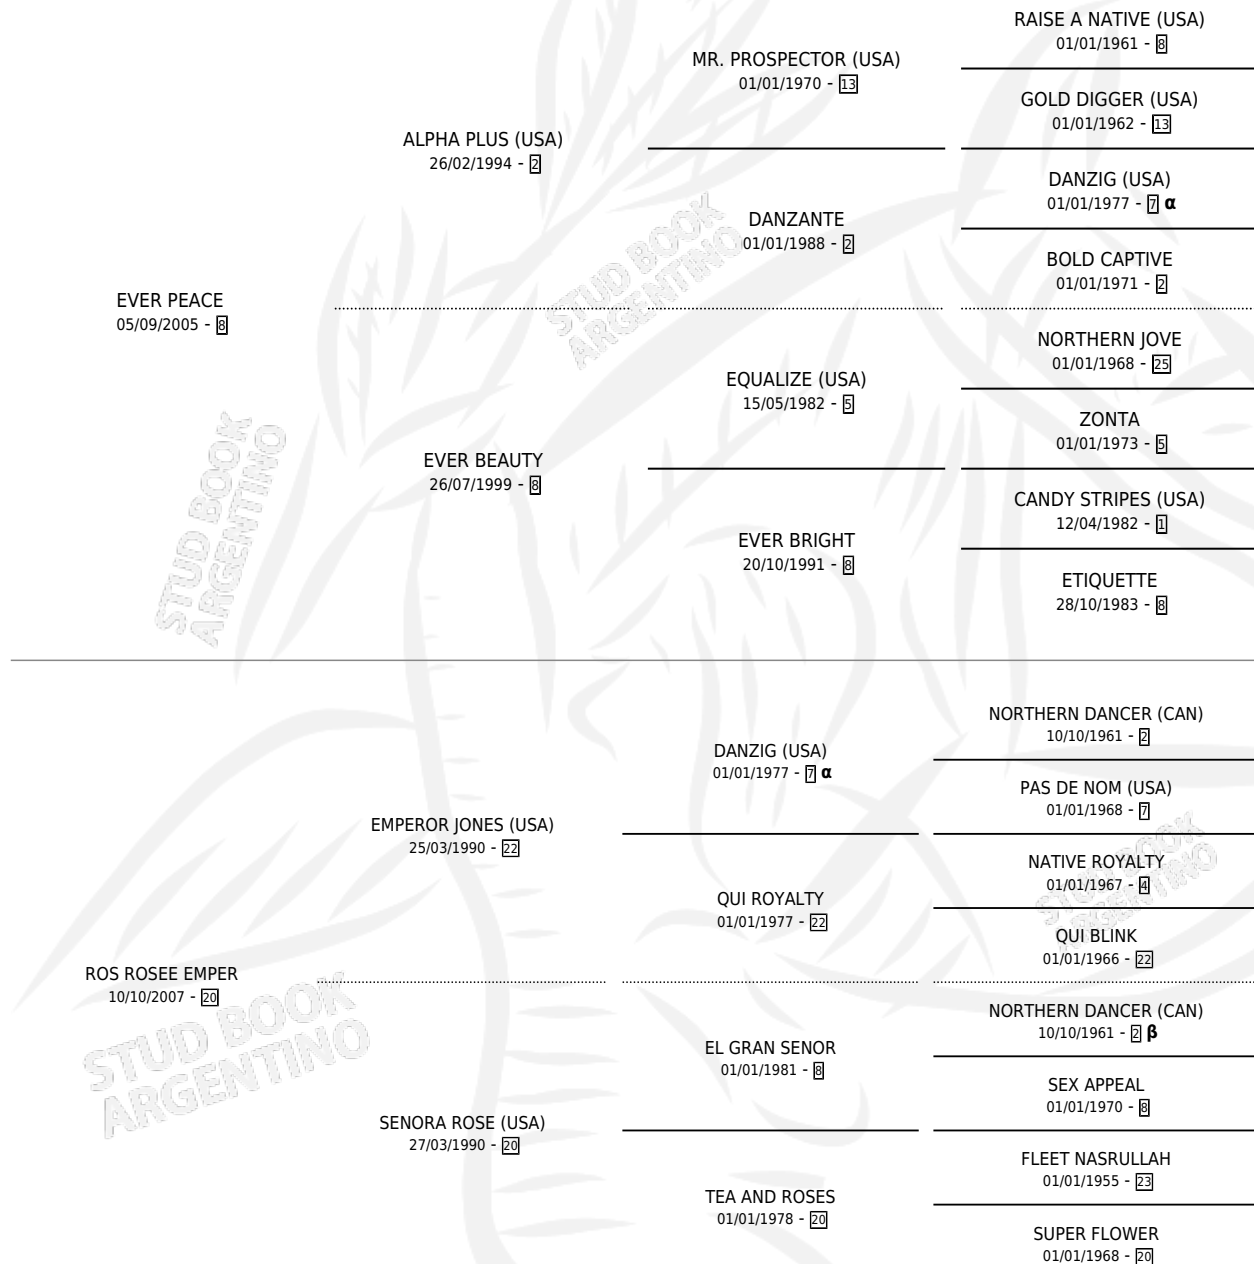 RAISE A NATIVE (USA)
01/01/1961 - 8
MR. PROSPECTOR (USA)
01/01/1970 - 13
GOLD DIGGER (USA)
01/01/1962 - 13
ALPHA PLUS (USA)
26/02/1994 - 2
DANZIG (USA)
01/01/1977 - 7 α
DANZANTE
01/01/1988 - 2
BOLD CAPTIVE
01/01/1971 - 2
EVER PEACE
05/09/2005 - 8
NORTHERN JOVE
01/01/1968 - 25
EQUALIZE (USA)
15/05/1982 - 5
ZONTA
01/01/1973 - 5
EVER BEAUTY
26/07/1999 - 8
CANDY STRIPES (USA)
12/04/1982 - 1
EVER BRIGHT
20/10/1991 - 8
ETIQUETTE
28/10/1983 - 8
NORTHERN DANCER (CAN)
10/10/1961 - 2
DANZIG (USA)
01/01/1977 - 7 α
PAS DE NOM (USA)
01/01/1968 - 7
EMPEROR JONES (USA)
25/03/1990 - 22
NATIVE ROYALTY
01/01/1967 - 4
QUI ROYALTY
01/01/1977 - 22
QUI BLINK
01/01/1966 - 22
ROS ROSEE EMPER
10/10/2007 - 20
NORTHERN DANCER (CAN)
10/10/1961 - 2 β
EL GRAN SENOR
01/01/1981 - 8
SEX APPEAL
01/01/1970 - 8
SENORA ROSE (USA)
27/03/1990 - 20
FLEET NASRULLAH
01/01/1955 - 23
TEA AND ROSES
01/01/1978 - 20
SUPER FLOWER
01/01/1968 - 20
STUD BOOK
ARGENTINO
STUD BOOK
ARGENTINO
STUD BOOK
ARGENTINO
STUD BOOK
ARGENTINO